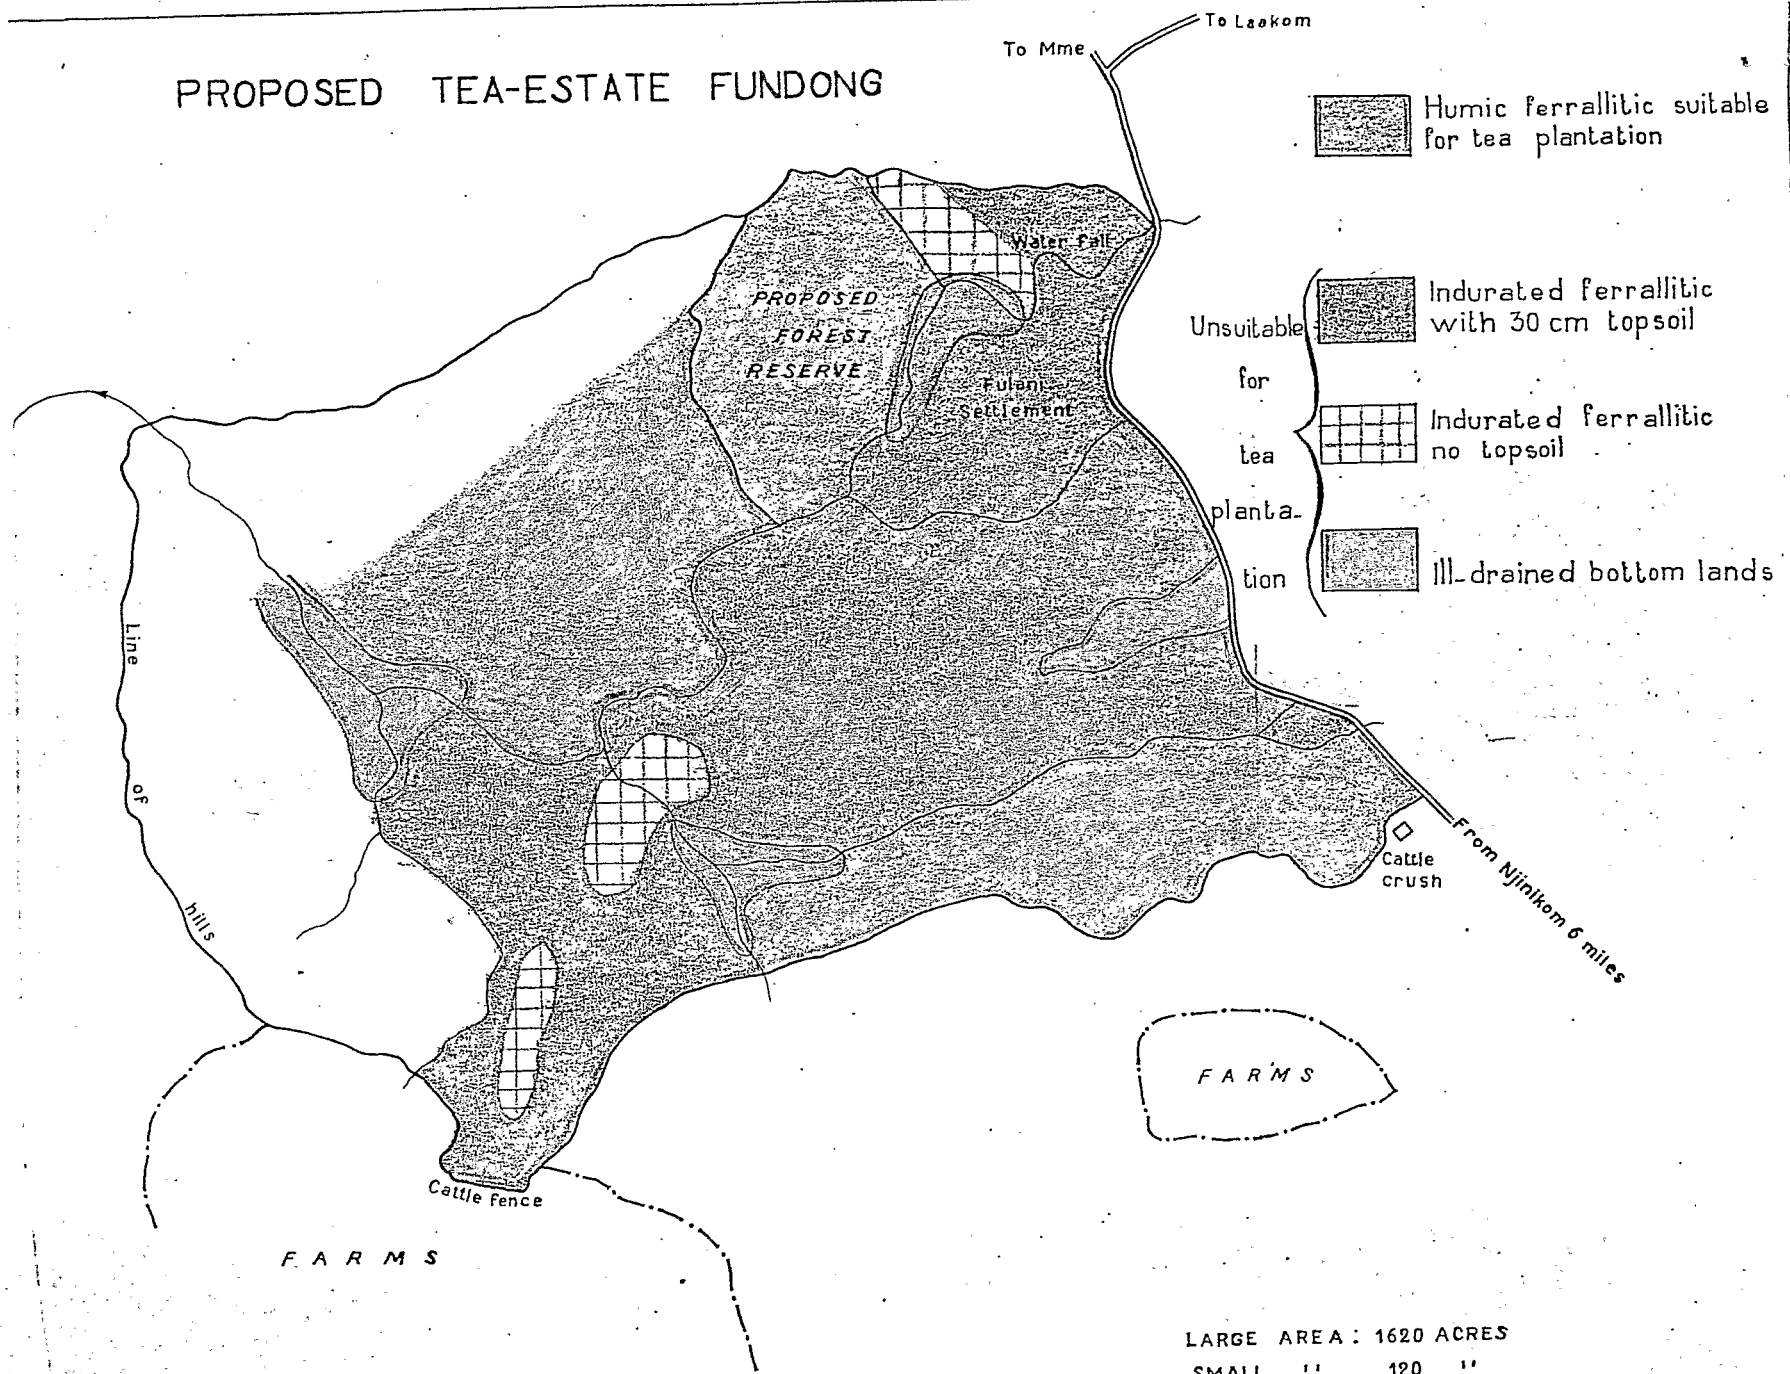 To Laakom
To Mme
PROPOSED TEA-ESTATE FUNDONG
Humic ferrallitic suitable
for tea plantation
Water fall
PROPOSED
FOREST
RESERVE
Fulani
Settlement
Unsuitable
for
tea
planta-
tion
Indurated ferrallitic
with 30 cm topsoil
Indurated ferrallitic
no topsoil
Ill-drained bottom lands
Line
of
hills
Cattle
crush
From Njinikom 6 miles
FARMS
Cattle fence
FARMS
LARGE AREA: 1620 ACRES
SMALL " 120 "